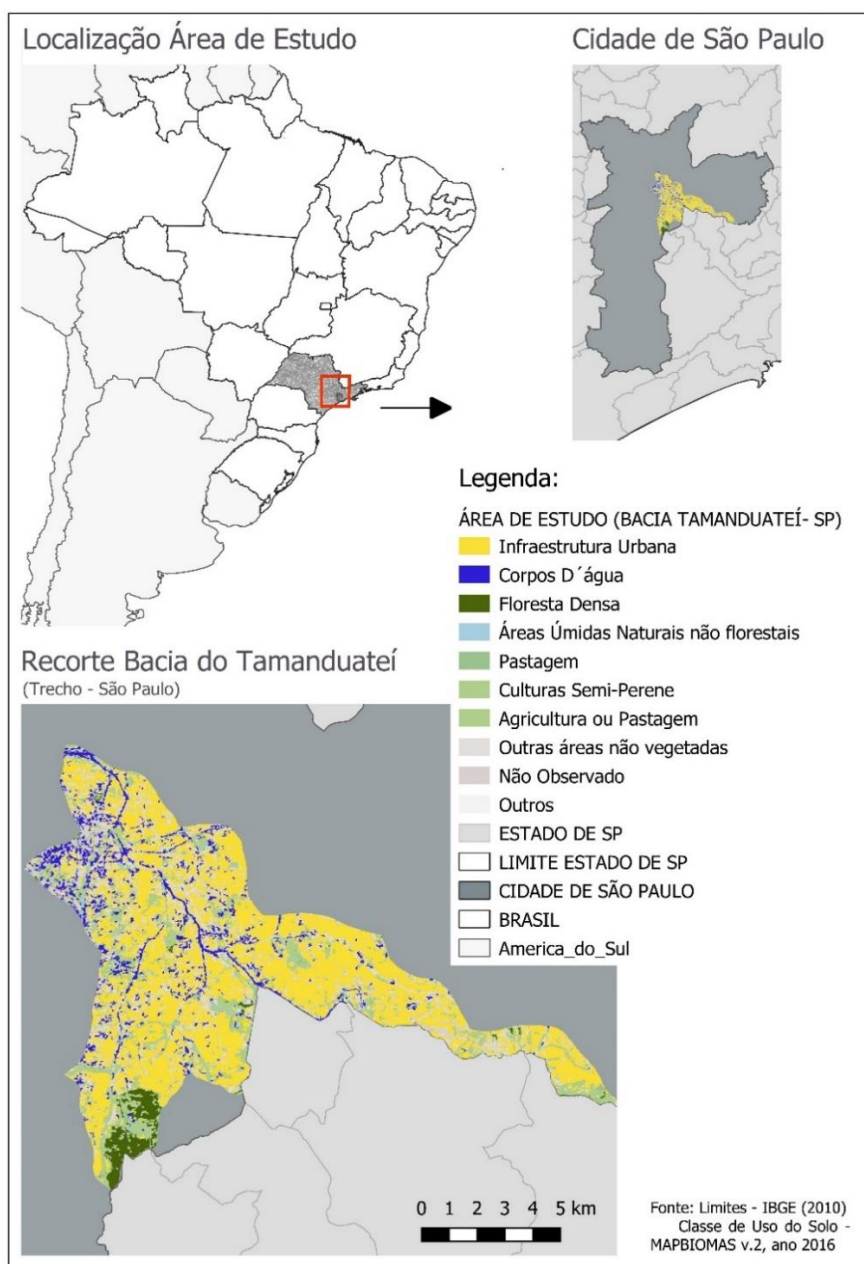 Localização Área de Estudo
Cidade de São Paulo
Legenda:
ÁREA DE ESTUDO (BACIA TAMANDUATEÍ- SP)
Infraestrutura Urbana
Corpos D´água
Floresta Densa
Áreas Úmidas Naturais não florestais
Pastagem
Culturas Semi-Perene
Agricultura ou Pastagem
Outras áreas não vegetadas
Não Observado
Outros
ESTADO DE SP
LIMITE ESTADO DE SP
CIDADE DE SÃO PAULO
BRASIL
America_do_Sul
Recorte Bacia do Tamanduateí
(Trecho - São Paulo)
0 1 2 3 4 5 km
Fonte: Limites - IBGE (2010)
Classe de Uso do Solo -
MAPBIOMAS v.2, ano 2016